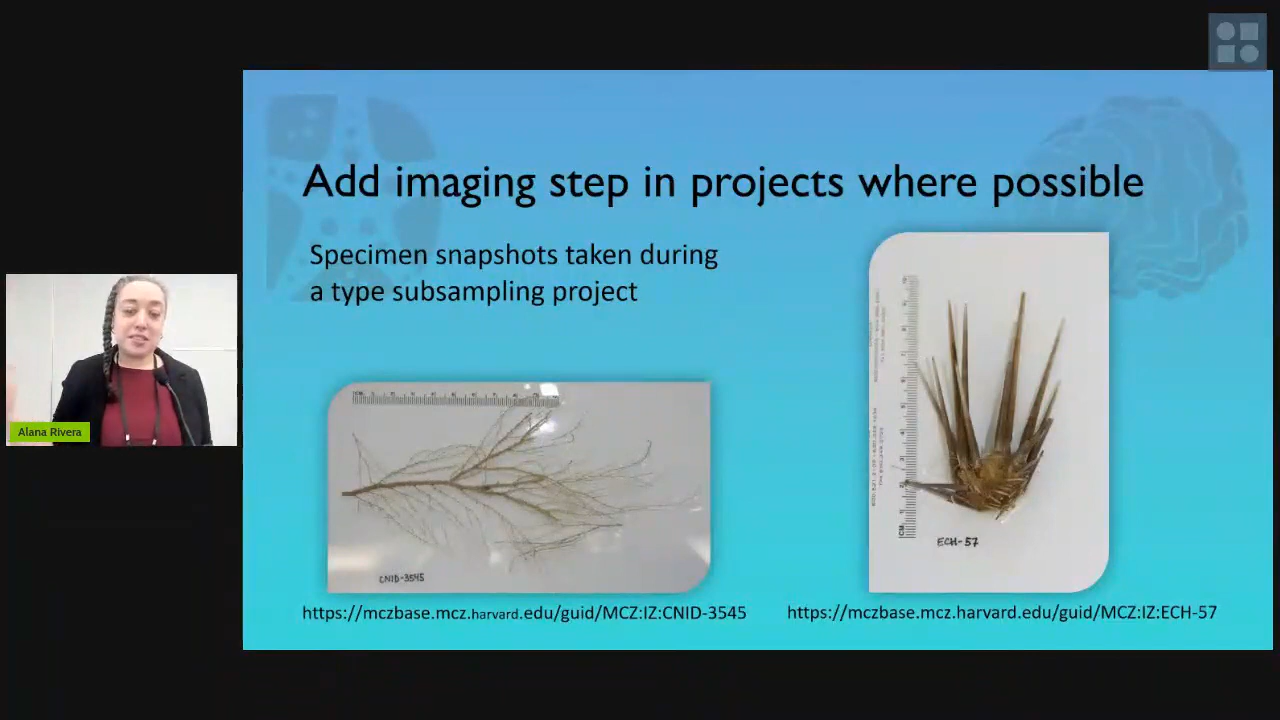 Add imaging step in projects where possible
Specimen snapshots taken during
a type subsampling project
Alana Rivera
CNID-3545
ECH-57
https://mczbase.mcz.harvard.edu/guid/MCZ:IZ:CNID-3545
https://mczbase.mcz.harvard.edu/guid/MCZ:IZ:ECH-57